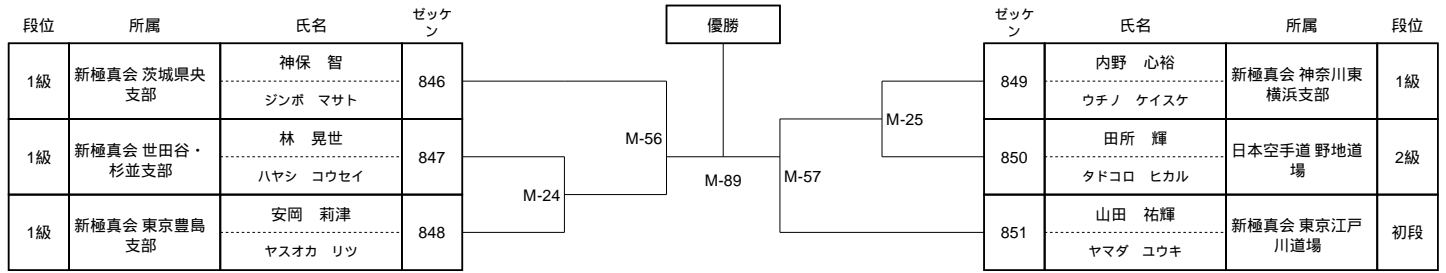 段位 所属 氏名 ゼッケ
ン
1級 新極真会 茨城県央
支部 神保 智
ジンボ マサト 846
1級 新極真会 世田谷・
杉並支部 林 晃世
ハヤシ コウセイ 847
1級 新極真会 東京豊島
支部 安岡 莉津
ヤスオカ リツ 848
M-24
M-56
優勝
M-89
M-57
M-25
ゼッケ
ン 氏名 所属 段位
849 内野 心裕
ウチノ ケイスケ 新極真会 神奈川東
横浜支部 1級
850 田所 輝
タドコロ ヒカル 日本空手道 野地道
場 2級
851 山田 祐輝
ヤマダ ユウキ 新極真会 東京江戸
川道場 初段